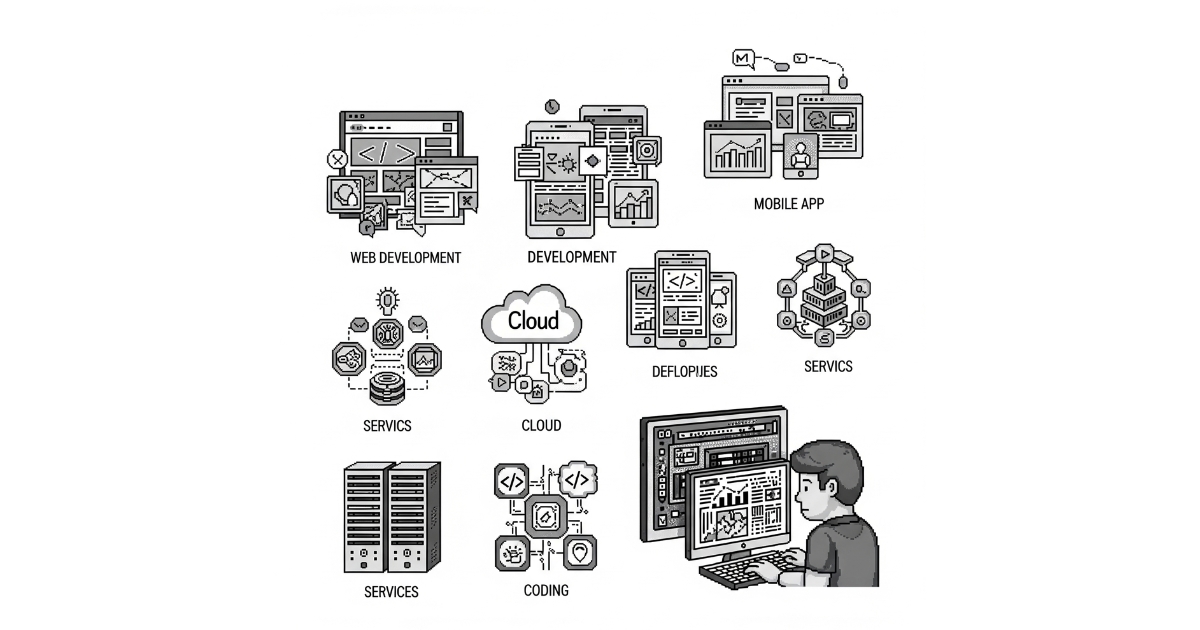 M
MOBILE APP
</>
WEB DEVELOPMENT
DEVELOPMENT
</>
</>
DEFLOPIJES
SERVICS
Cloud
SERVICS
CLOUD
</>
</>
SERVICES
CODING